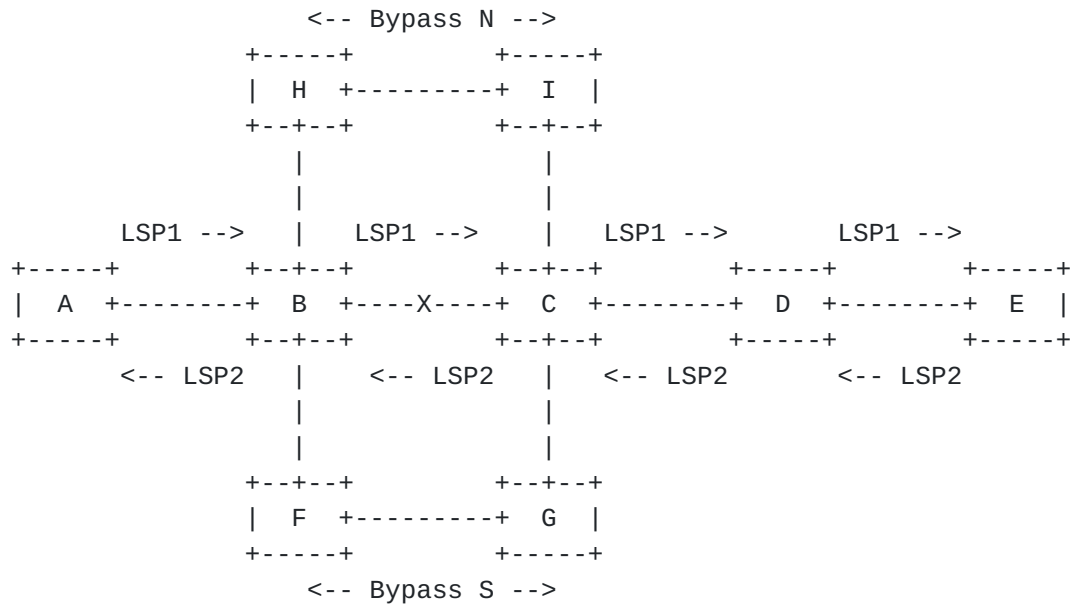 <-- Bypass N -->
               +-----+         +-----+
               |  H  +---------+  I  |
               +--+--+         +--+--+
                  |               |
                  |               |
       LSP1 -->   |   LSP1 -->    |   LSP1 -->       LSP1 -->
+-----+        +--+--+         +--+--+        +-----+        +-----+
|  A  +--------+  B  +----X----+  C  +--------+  D  +--------+  E  |
+-----+        +--+--+         +--+--+        +-----+        +-----+
       <-- LSP2   |    <-- LSP2   |   <-- LSP2       <-- LSP2
                  |               |
                  |               |
               +--+--+         +--+--+
               |  F  +---------+  G  |
               +-----+         +-----+
                   <-- Bypass S -->